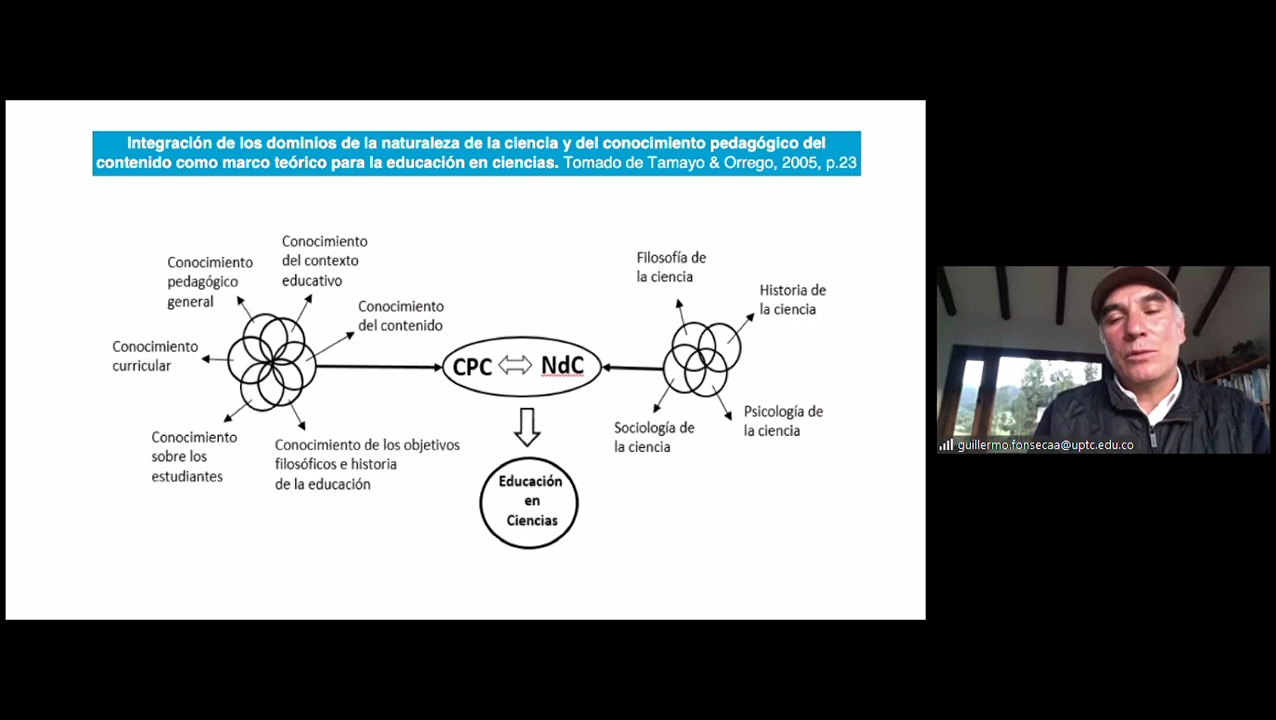 Integración de los dominios de la naturaleza de la ciencia y del conocimiento pedagógico del
contenido como marco teórico para la educación en ciencias. Tomado de Tamayo & Orrego, 2005, p.23
Conocimiento
pedagógico
general
Conocimiento
del contexto
educativo
Conocimiento
del contenido
Conocimiento
curricular
Conocimiento
sobre los
estudiantes
Conocimiento de los objetivos
filosóficos e historia
de la educación
CPC NdC
Educación
en
Ciencias
Filosofía de
la ciencia
Historia de
la ciencia
Sociología de
la ciencia
Psicología de
la ciencia
guillermo.fonsecaa@uptc.edu.co